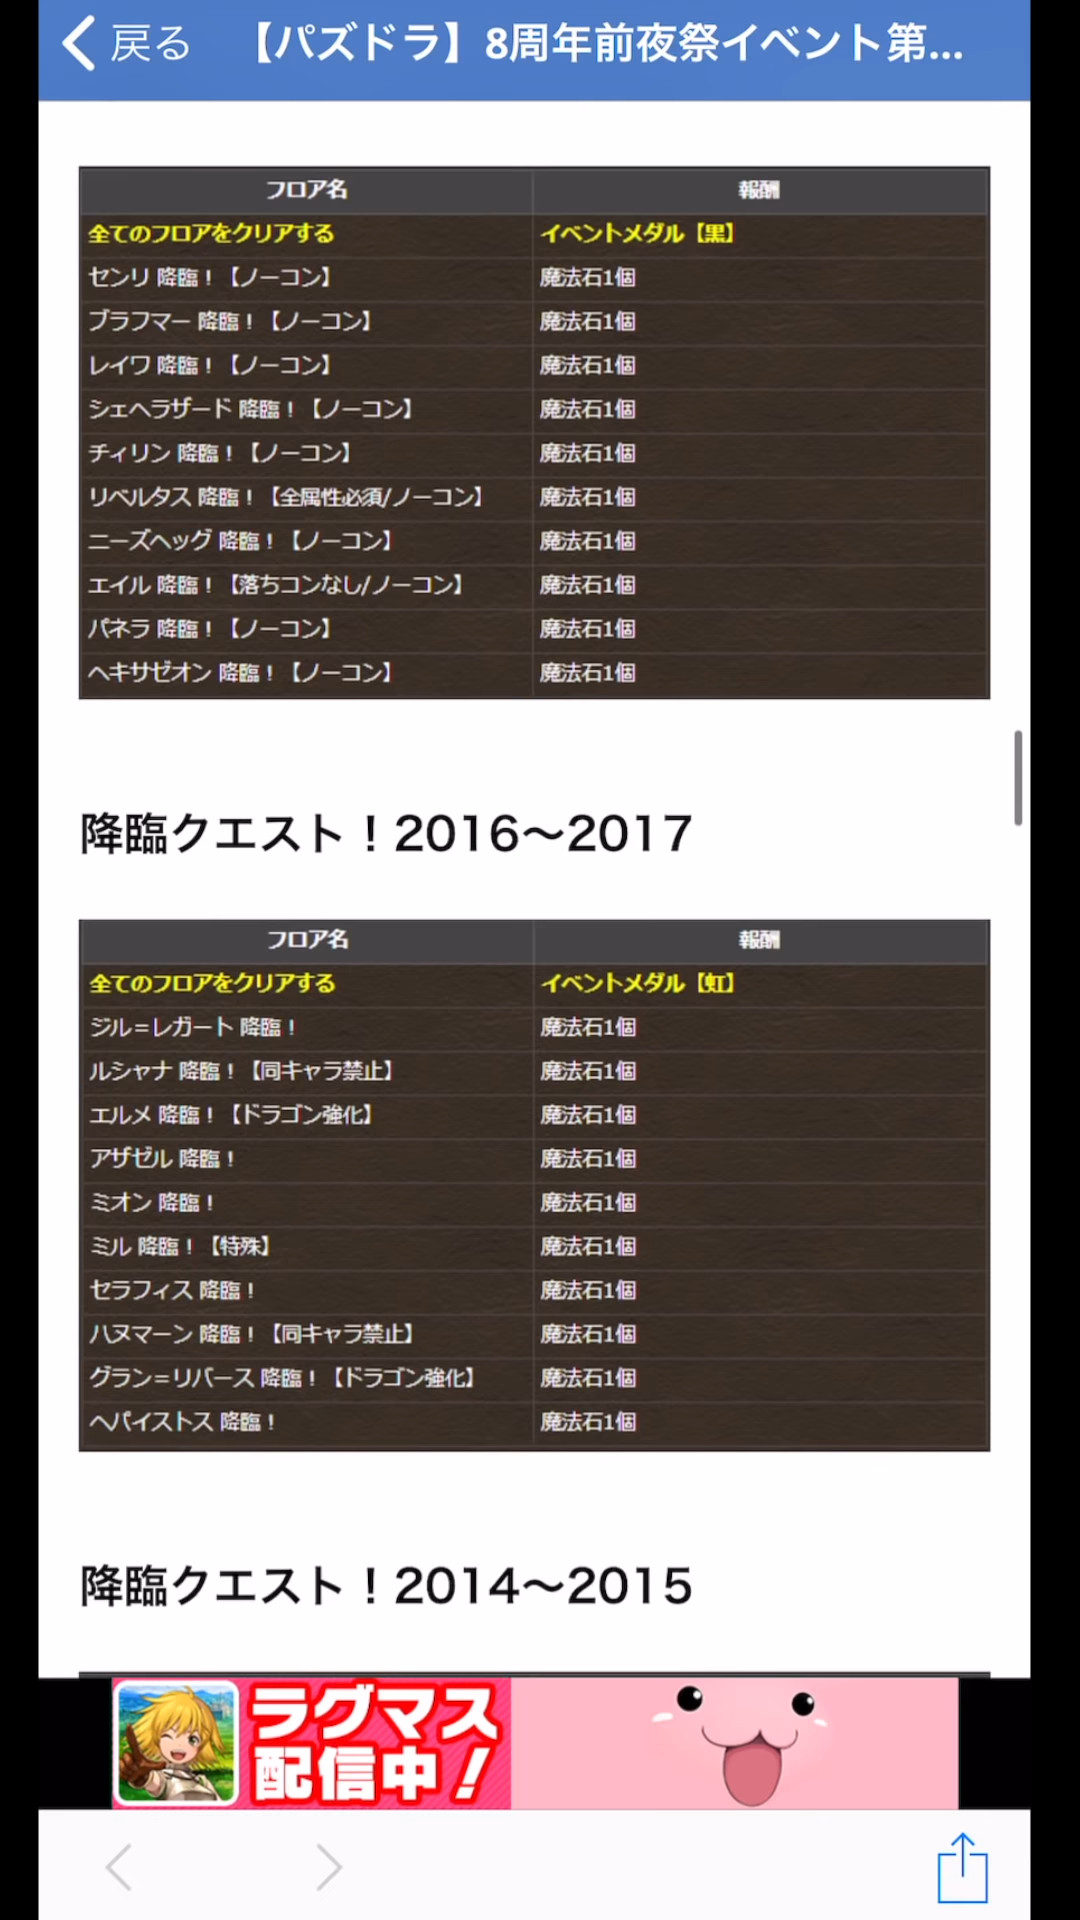 戻る 【パズドラ】8周年前夜祭イベント第...
フロア名 報酬
全てのフロアをクリアする イベントメダル【黒】
センリ 降臨！【ノーコン】 魔法石1個
ブラフマー 降臨！【ノーコン】 魔法石1個
レイワ 降臨！【ノーコン】 魔法石1個
シェヘラザード 降臨！【ノーコン】 魔法石1個
チィリン 降臨！【ノーコン】 魔法石1個
リベルタス 降臨！【全属性必須/ノーコン】 魔法石1個
ニーズヘッグ 降臨！【ノーコン】 魔法石1個
エイル 降臨！【落ちコンなし/ノーコン】 魔法石1個
パネラ 降臨！【ノーコン】 魔法石1個
ヘキサゼオン 降臨！【ノーコン】 魔法石1個
降臨クエスト！2016〜2017
フロア名 報酬
全てのフロアをクリアする イベントメダル【虹】
ジル＝レガート 降臨！ 魔法石1個
ルシャナ 降臨！【同キャラ禁止】 魔法石1個
エルメ 降臨！【ドラゴン強化】 魔法石1個
アザゼル 降臨！ 魔法石1個
ミオン 降臨！ 魔法石1個
ミル 降臨！【特殊】 魔法石1個
セラフィス 降臨！ 魔法石1個
ハヌマーン 降臨！【同キャラ禁止】 魔法石1個
グラン＝リバース 降臨！【ドラゴン強化】 魔法石1個
ヘパイストス 降臨！ 魔法石1個
降臨クエスト！2014〜2015
ラグマス
配信中！